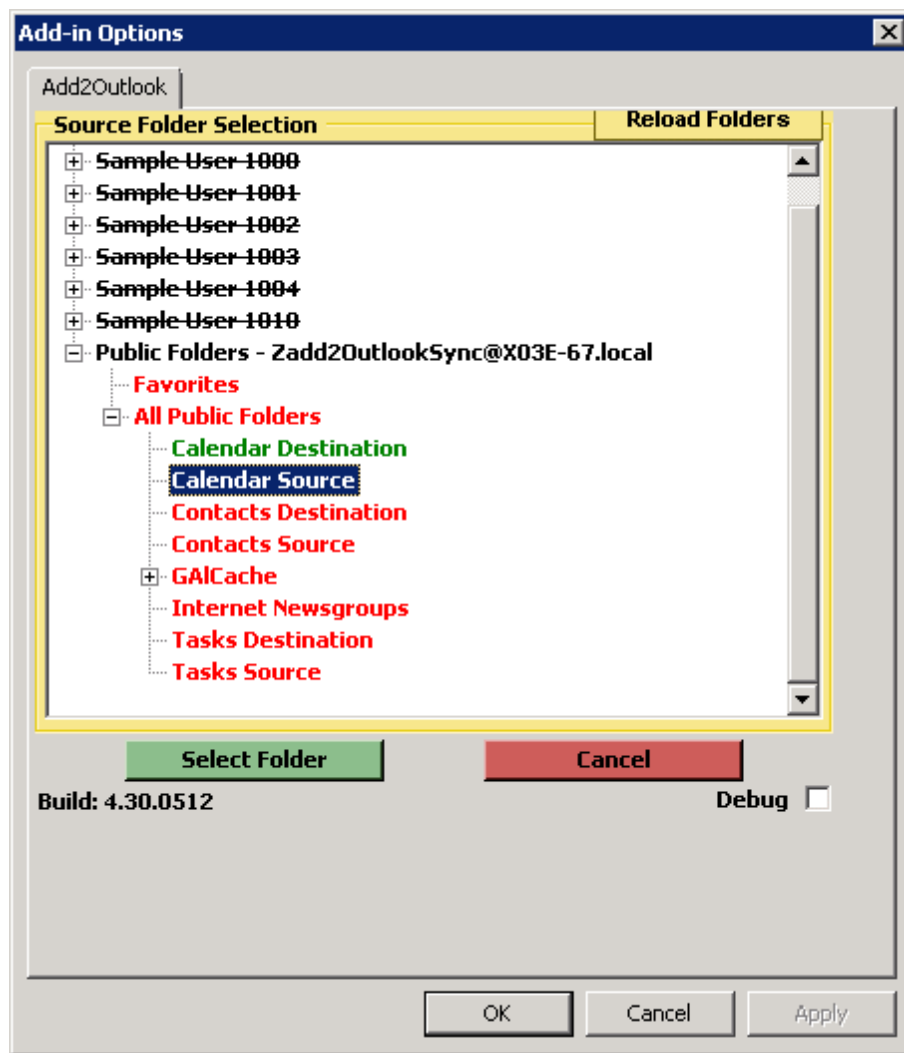 Add-in Options
Add2Outlook
Source Folder Selection
Reload Folders
Sample User 1000
Sample User 1001
Sample User 1002
Sample User 1003
Sample User 1004
Sample User 1010
Public Folders - Zadd2OutlookSync@X03E-67.local
Favorites
All Public Folders
Calendar Destination
Calendar Source
Contacts Destination
Contacts Source
GAlCache
Internet Newsgroups
Tasks Destination
Tasks Source
Select Folder
Cancel
Build: 4.30.0512
Debug
OK
Cancel
Apply